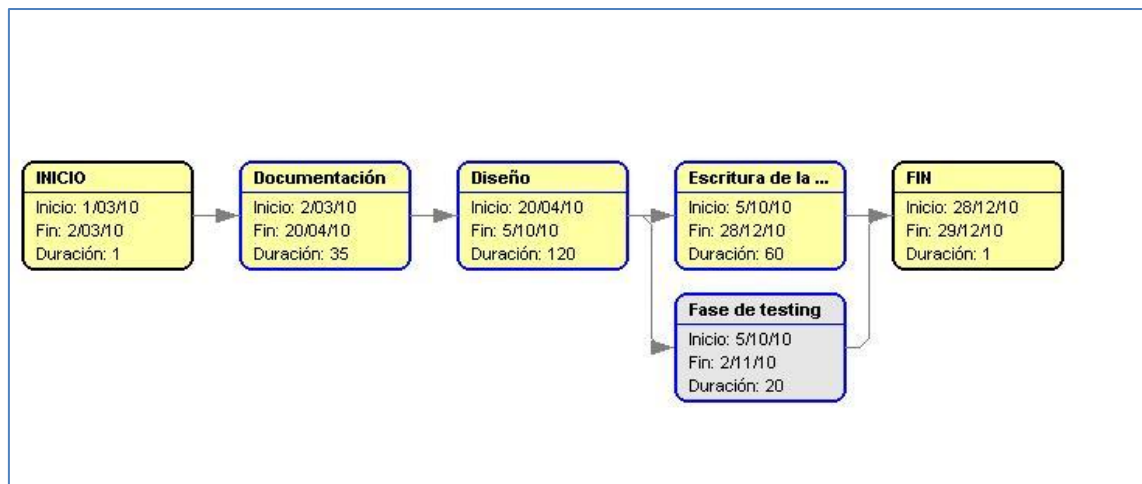 INICIO
Inicio: 1/03/10
Fin: 2/03/10
Duración: 1
Documentación
Inicio: 2/03/10
Fin: 20/04/10
Duración: 35
Diseño
Inicio: 20/04/10
Fin: 5/10/10
Duración: 120
Escritura de la ...
Inicio: 5/10/10
Fin: 28/12/10
Duración: 60
Fase de testing
Inicio: 5/10/10
Fin: 2/11/10
Duración: 20
FIN
Inicio: 28/12/10
Fin: 29/12/10
Duración: 1